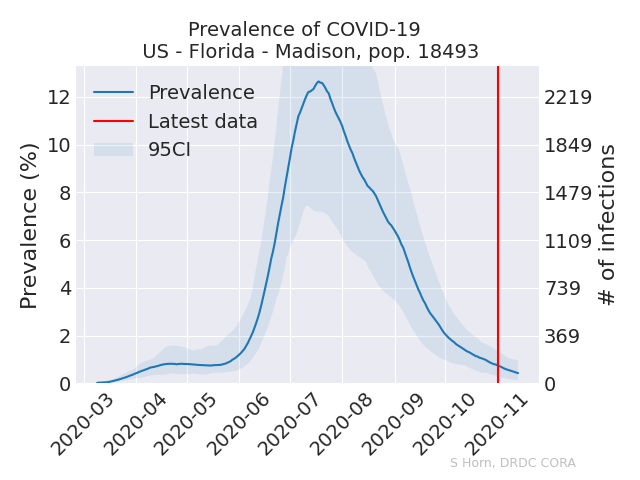 Prevalence of COVID-19
US - Florida - Madison, pop. 18493
Prevalence
Latest data
95CI
Prevalence (%)
12
10
8
6
4
2
0
2219
1849
1479
1109
739
369
0
# of infections
2020-03
2020-04
2020-05
2020-06
2020-07
2020-08
2020-09
2020-10
2020-11
S Horn, DRDC CORA